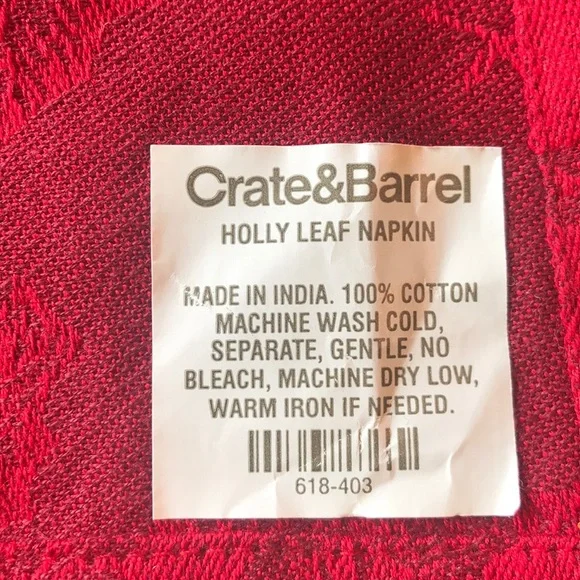 Crate&Barrel
HOLLY LEAF NAPKIN
MADE IN INDIA. 100% COTTON
MACHINE WASH COLD,
SEPARATE, GENTLE, NO
BLEACH, MACHINE DRY LOW,
WARM IRON IF NEEDED.
618-403